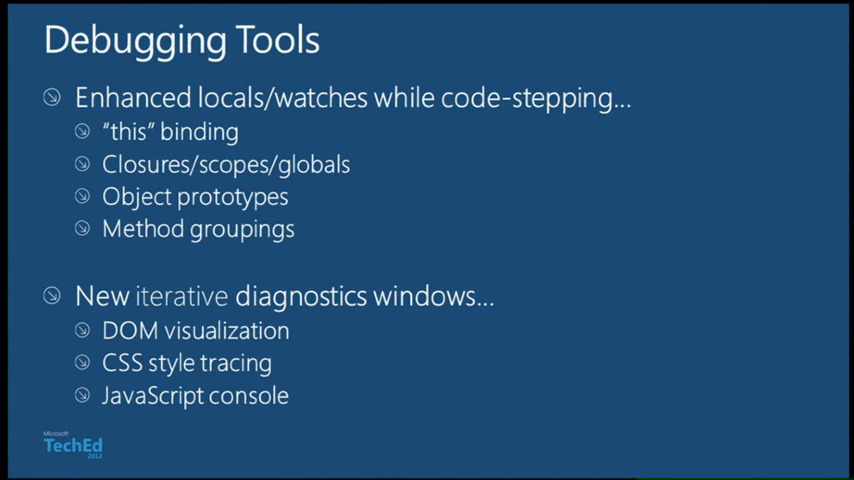 Debugging Tools
Enhanced locals/watches while code-stepping...
“this” binding
Closures/scopes/globals
Object prototypes
Method groupings
New iterative diagnostics windows...
DOM visualization
CSS style tracing
JavaScript console
Microsoft
TechEd
2012